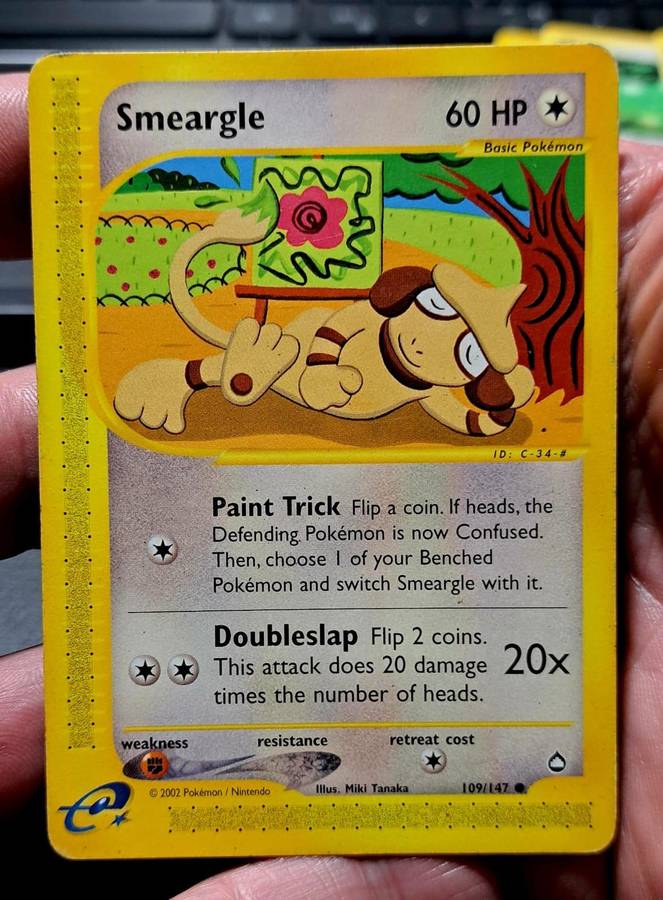 Smeargle
60 HP
Basic Pokémon
ID: C-34-#
Paint Trick Flip a coin. If heads, the
Defending Pokémon is now Confused.
Then, choose 1 of your Benched
Pokémon and switch Smeargle with it.
Doubleslap Flip 2 coins.
This attack does 20 damage
times the number of heads.
20x
weakness
resistance
retreat cost
© 2002 Pokémon / Nintendo
Illus. Miki Tanaka
109/147
e